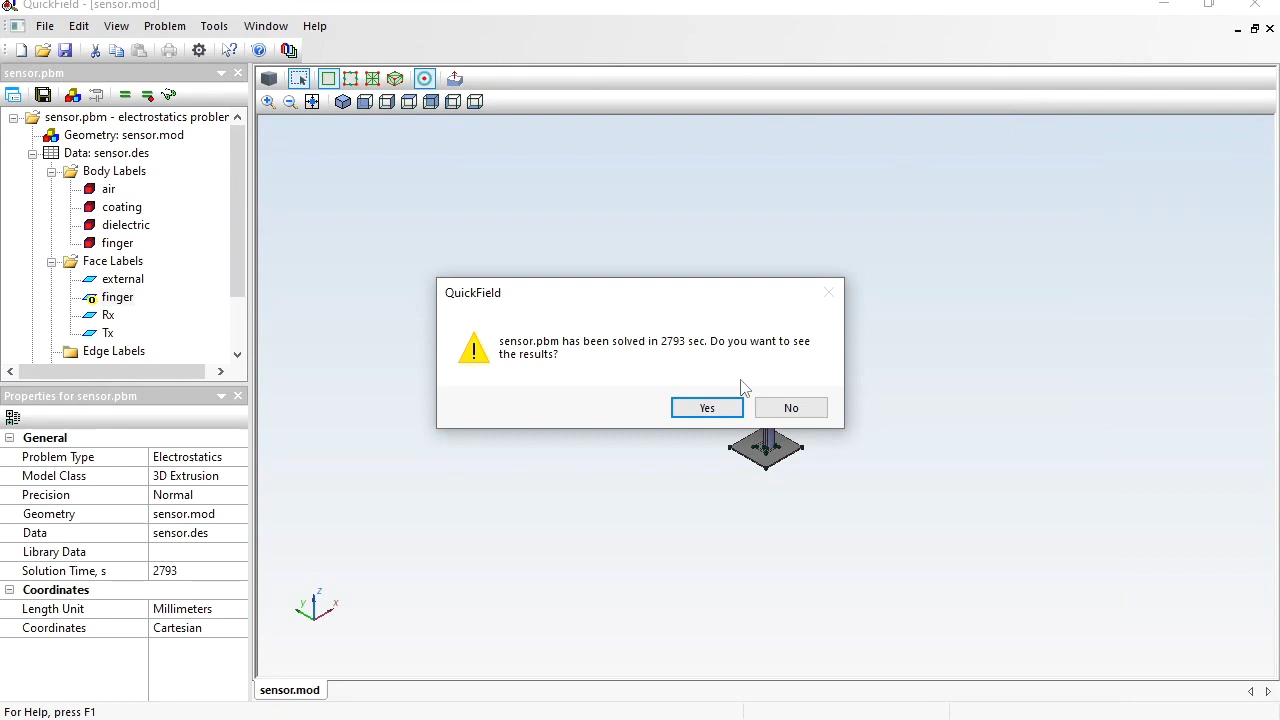 QuickField - [sensor.mod]
File Edit View Problem Tools Window Help
sensor.pbm
sensor.pbm - electrostatics probler
Geometry: sensor.mod
Data: sensor.des
Body Labels
air
coating
dielectric
finger
Face Labels
external
finger
Rx
Tx
Edge Labels
Properties for sensor.pbm
General
Problem Type Electrostatics
Model Class 3D Extrusion
Precision Normal
Geometry sensor.mod
Data sensor.des
Library Data
Solution Time, s 2793
Coordinates
Length Unit Millimeters
Coordinates Cartesian
QuickField
sensor.pbm has been solved in 2793 sec. Do you want to see
the results?
Yes No
z
y x
sensor.mod
For Help, press F1